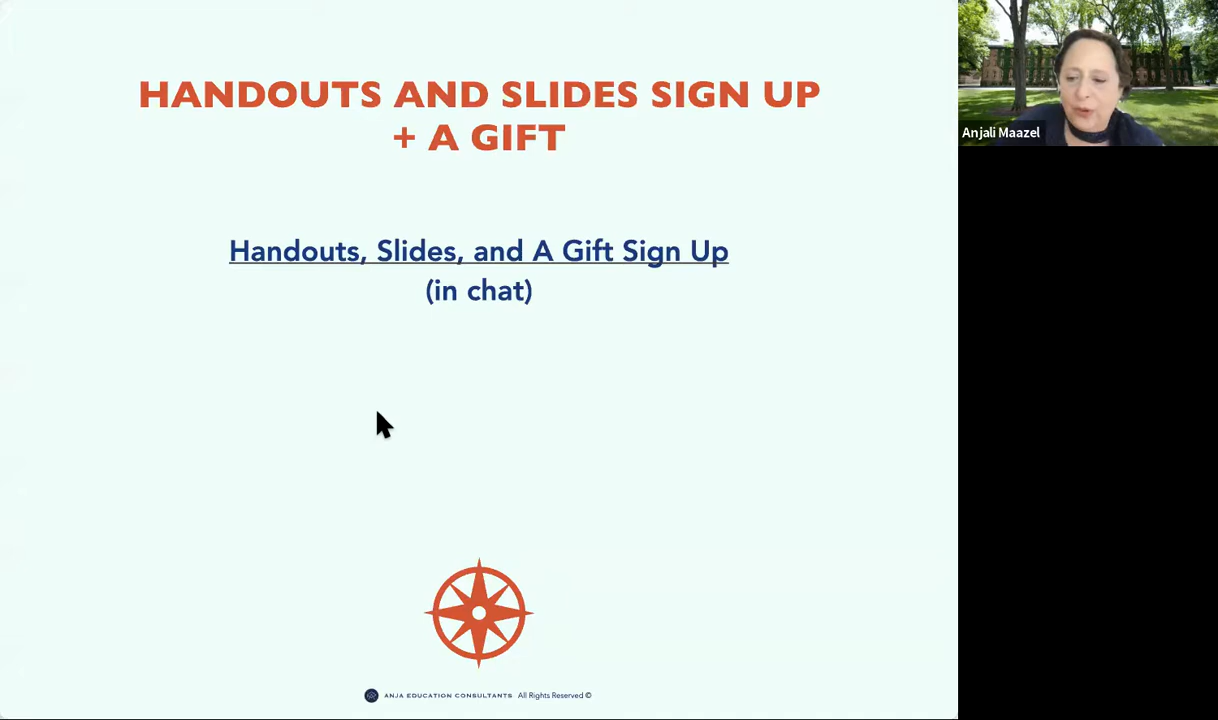 HANDOUTS AND SLIDES SIGN UP
+ A GIFT
Handouts, Slides, and A Gift Sign Up
(in chat)
ANJA EDUCATION CONSULTANTS All Rights Reserved ©
Anjali Maazel